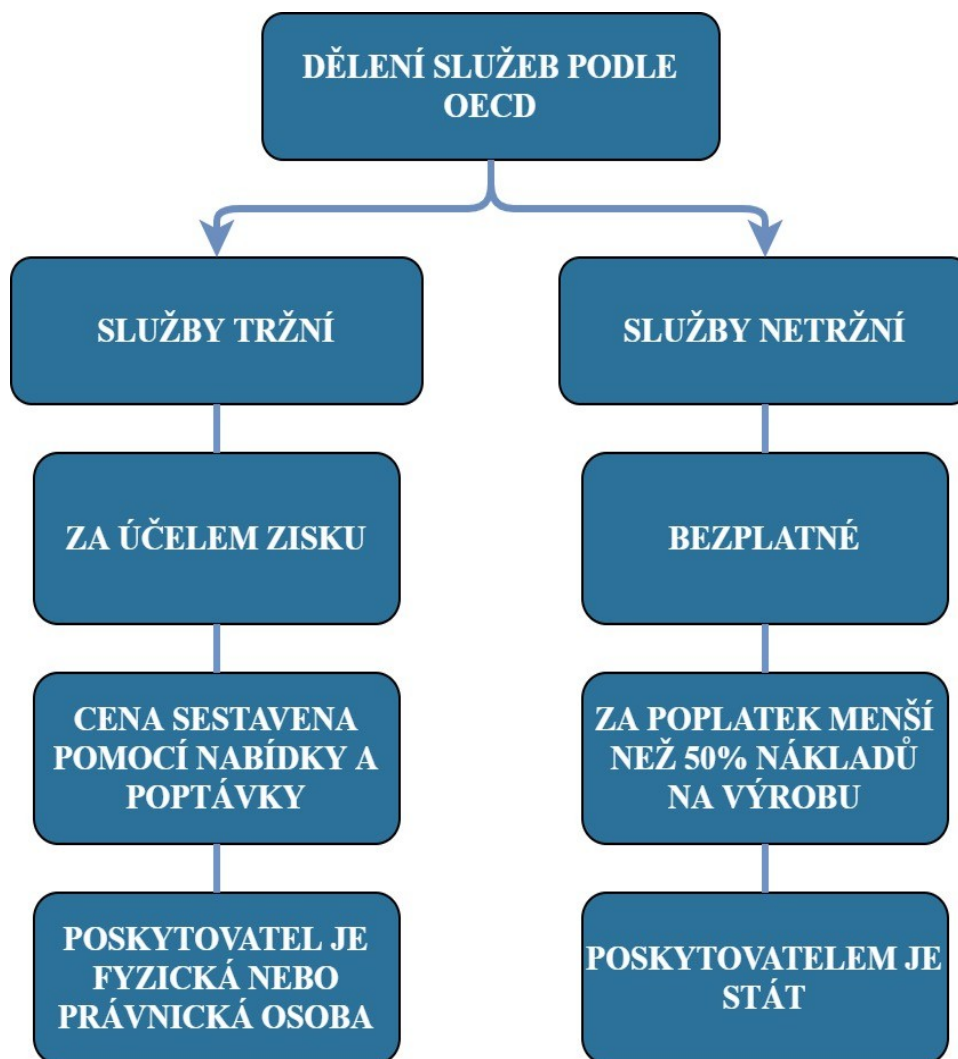 DĚLENÍ SLUŽEB PODLE
OECD
SLUŽBY TRŽNÍ
SLUŽBY NETRŽNÍ
ZA ÚČELEM ZISKU
BEZPLATNÉ
CENA SESTAVENA
POMOCÍ NABÍDKY A
POPTÁVKY
ZA POPLATEK MENŠÍ
NEŽ 50% NÁKLADŮ
NA VÝROBU
POSKYTOVATEL JE
FYZICKÁ NEBO
PRÁVNICKÁ OSOBA
POSKYTOVATELEM JE
STÁT